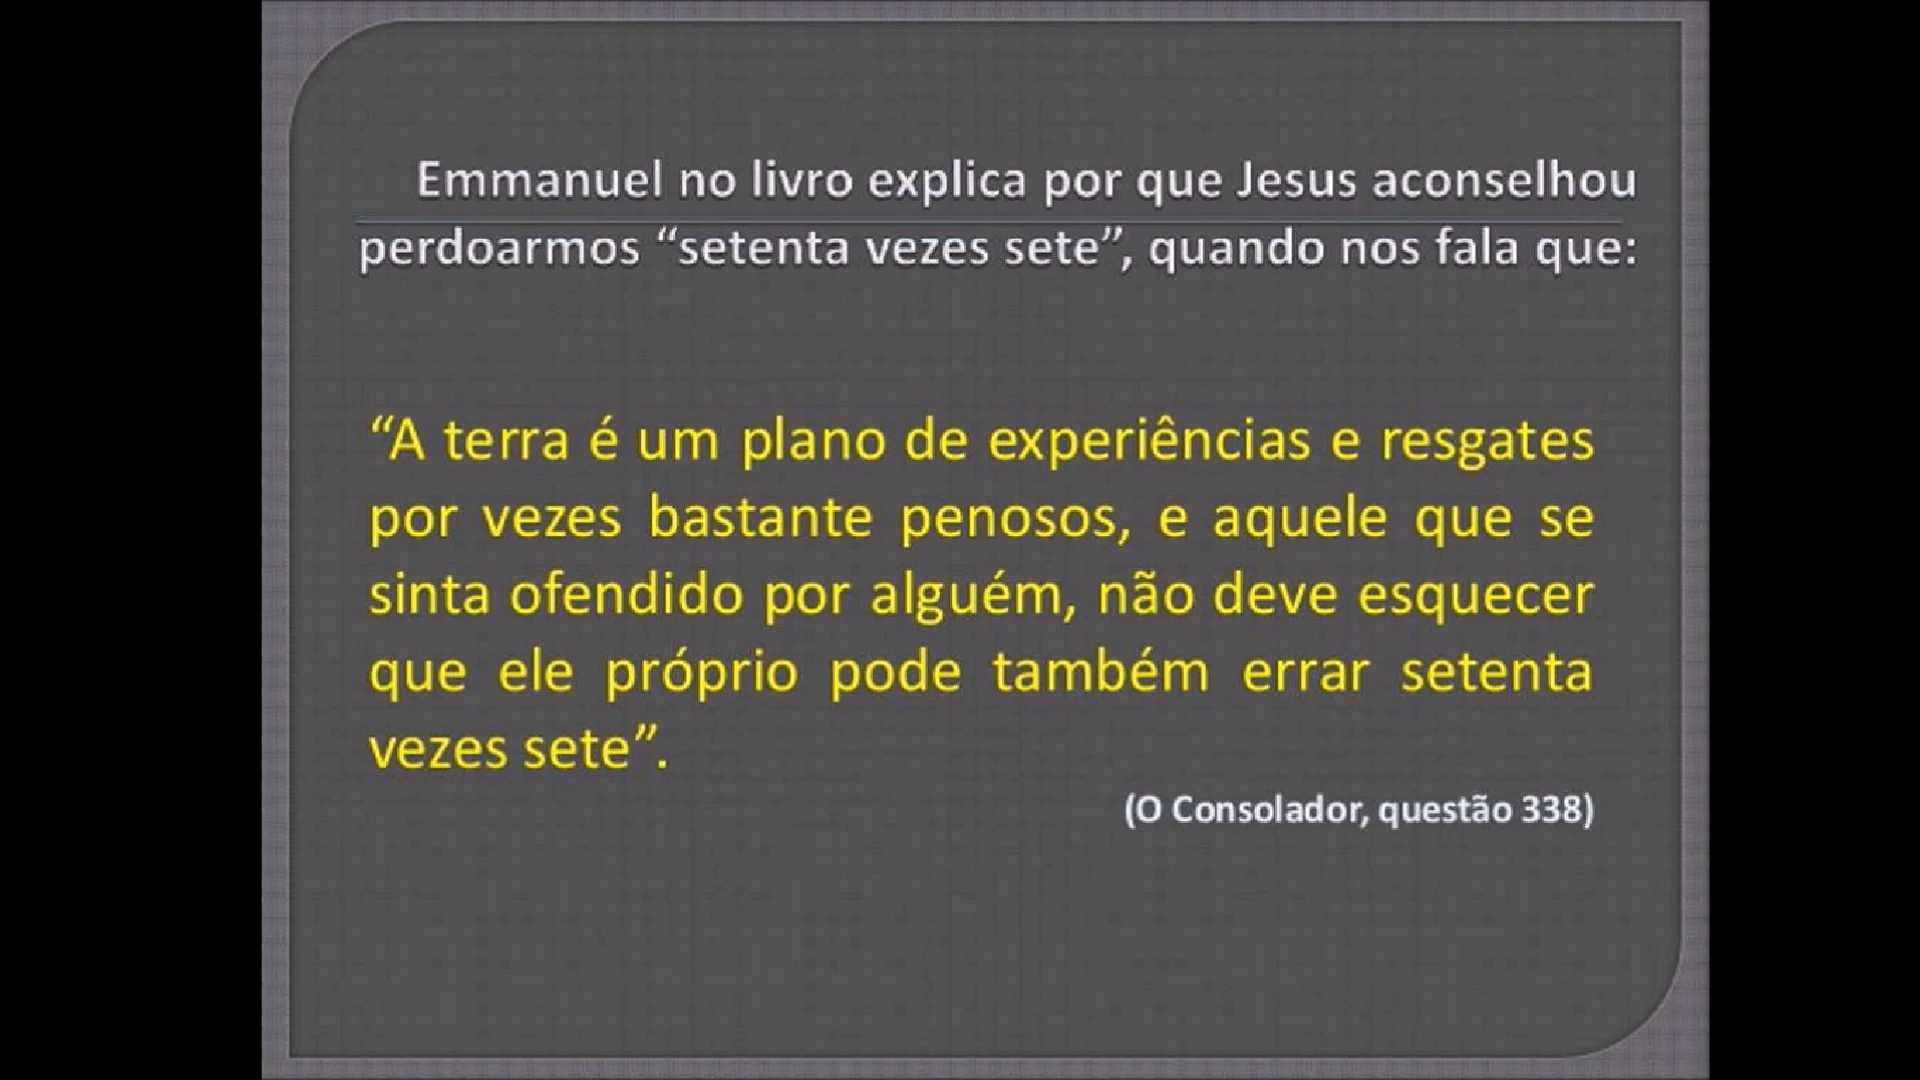 Emmanuel no livro explica por que Jesus aconselhou
perdoarmos “setenta vezes sete”, quando nos fala que:
“A terra é um plano de experiências e resgates
por vezes bastante penosos, e aquele que se
sinta ofendido por alguém, não deve esquecer
que ele próprio pode também errar setenta
vezes sete”.
(O Consolador, questão 338)